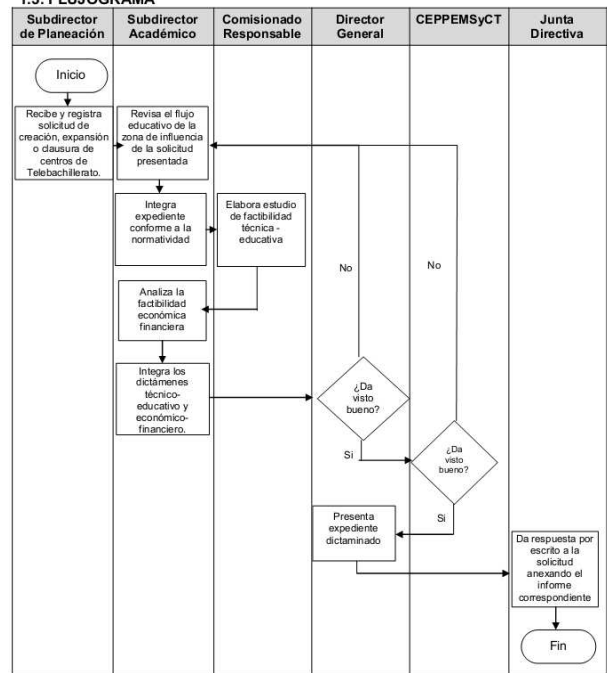 1.3. FLUJOGRAMA
Subdirector
de Planeación
Subdirector
Académico
Comisionado
Responsable
Director
General
CEPPEMSyCT
Junta
Directiva
Inicio
Recibe y registra
solicitud de
creación, expansión
o clausura de
centros de
Telebachillerato.
Revisa el flujo
educativo de la
zona de influencia
de la solicitud
presentada
Integra
expediente
conforme a la
normatividad
Elabora estudio
de factibilidad
técnica -
educativa
No
No
Analiza la
factibilidad
económica
financiera
Integra los
dictámenes
técnico-
educativo y
económico-
financiero.
¿Da
visto
bueno?
Si
¿Da
visto
bueno?
Si
Presenta
expediente
dictaminado
Da respuesta por
escrito a la
solicitud
anexando el
informe
correspondiente
Fin